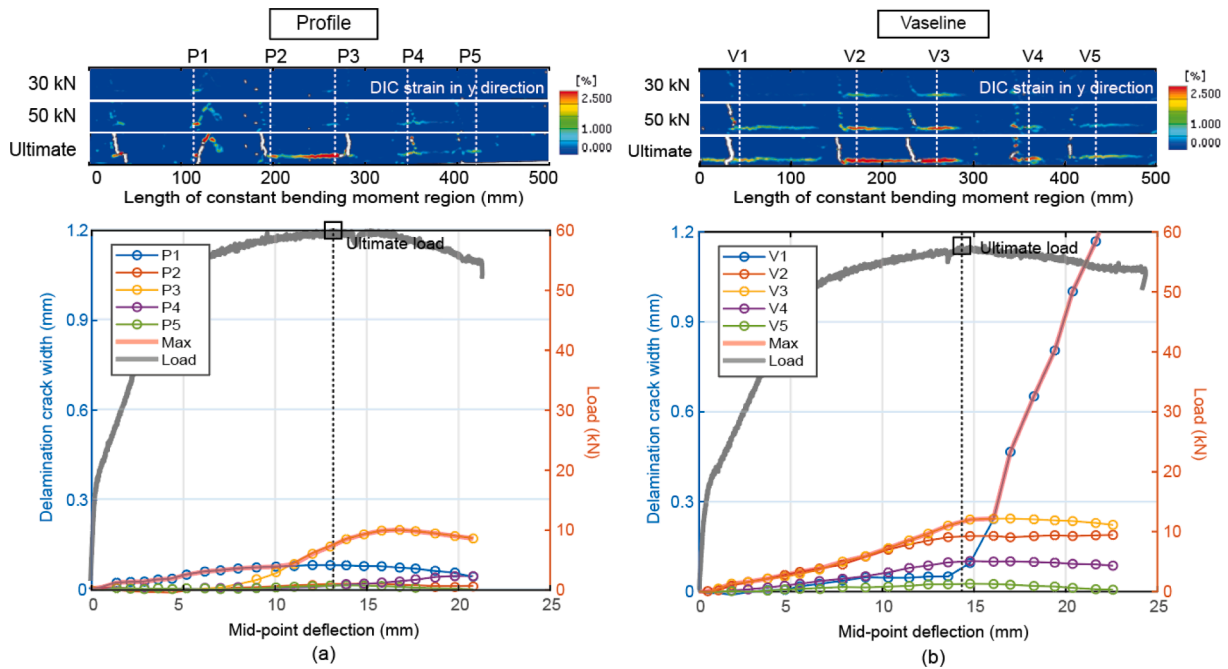 Profile
P1 P2 P3 P4 P5
30 kN
DIC strain in y direction
50 kN
Ultimate
[%]
2.500
1.000
0.000
0 100 200 300 400 500
Length of constant bending moment region (mm)
1.2
0.9
0.6
0.3
0
Delamination crack width (mm)
P1
P2
P3
P4
P5
Max
Load
Ultimate load
60
50
40
30
20
10
0
Load (kN)
0 5 10 15 20 25
Mid-point deflection (mm)
(a)
Vaseline
V1 V2 V3 V4 V5
30 kN
DIC strain in y direction
50 kN
Ultimate
[%]
2.500
1.000
0.000
0 100 200 300 400 500
Length of constant bending moment region (mm)
1.2
0.9
0.6
0.3
0
Delamination crack width (mm)
V1
V2
V3
V4
V5
Max
Load
Ultimate load
60
50
40
30
20
10
0
Load (kN)
0 5 10 15 20 25
Mid-point deflection (mm)
(b)